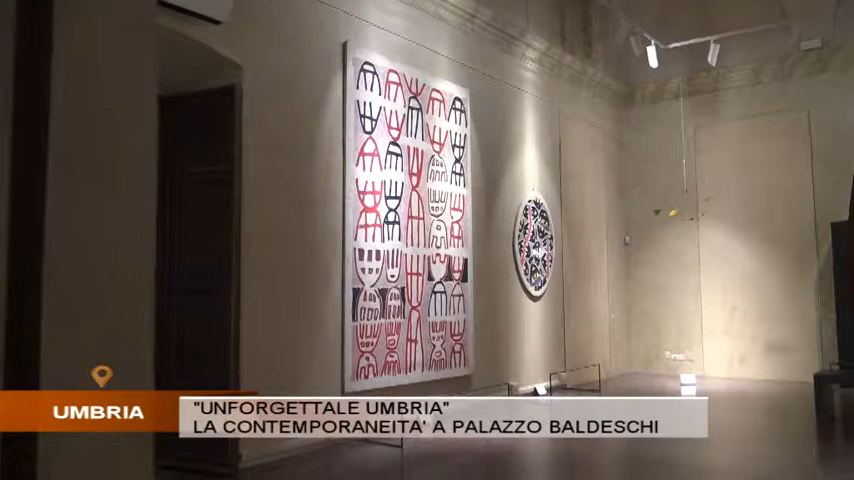 UMBRIA
"UNFORGETTALE UMBRIA"
LA CONTEMPORANEITA' A PALAZZO BALDESCHI